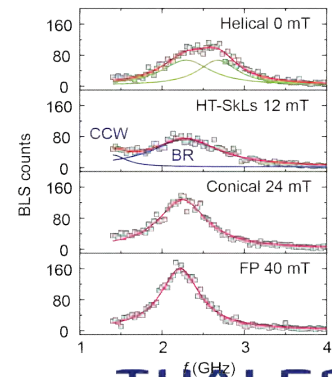 Helical 0 mT
160
80
0
HT-SkLs 12 mT
160
CCW
80
BR
0
Conical 24 mT
160
80
0
FP 40 mT
160
80
0
BLS counts
1 2 3 4
f (GHz)